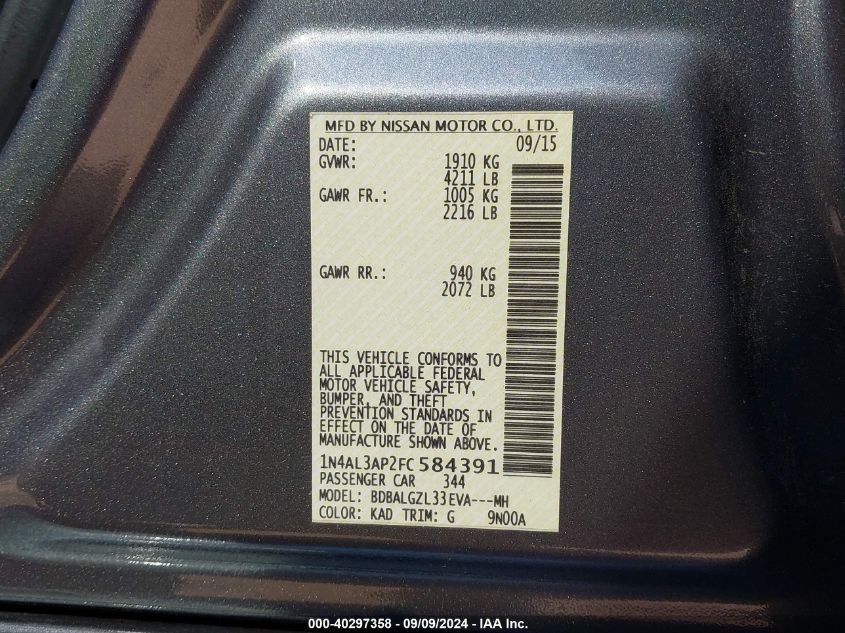 MFD BY NISSAN MOTOR CO., LTD.
DATE: 09/15
GVWR: 1910 KG
4211 LB
GAWR FR.: 1005 KG
2216 LB
GAWR RR.: 940 KG
2072 LB
THIS VEHICLE CONFORMS TO
ALL APPLICABLE FEDERAL
MOTOR VEHICLE SAFETY,
BUMPER, AND THEFT
PREVENTION STANDARDS IN
EFFECT ON THE DATE OF
MANUFACTURE SHOWN ABOVE.
1N4AL3AP2FC584391
PASSENGER CAR 344
MODEL: BDBALGZL33EVA---MH
COLOR: KAD TRIM: G 9N00A
000-40297358 - 09/09/2024 - IAA Inc.